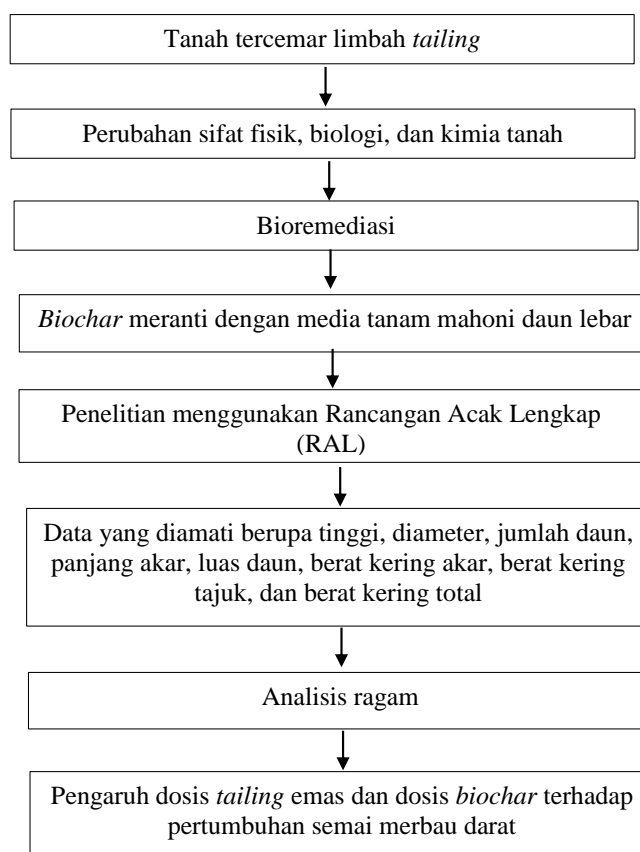 Tanah tercemar limbah tailing
Perubahan sifat fisik, biologi, dan kimia tanah
Bioremediasi
Biochar meranti dengan media tanam mahoni daun lebar
Penelitian menggunakan Rancangan Acak Lengkap
(RAL)
Data yang diamati berupa tinggi, diameter, jumlah daun,
panjang akar, luas daun, berat kering akar, berat kering
tajuk, dan berat kering total
Analisis ragam
Pengaruh dosis tailing emas dan dosis biochar terhadap
pertumbuhan semai merbau darat